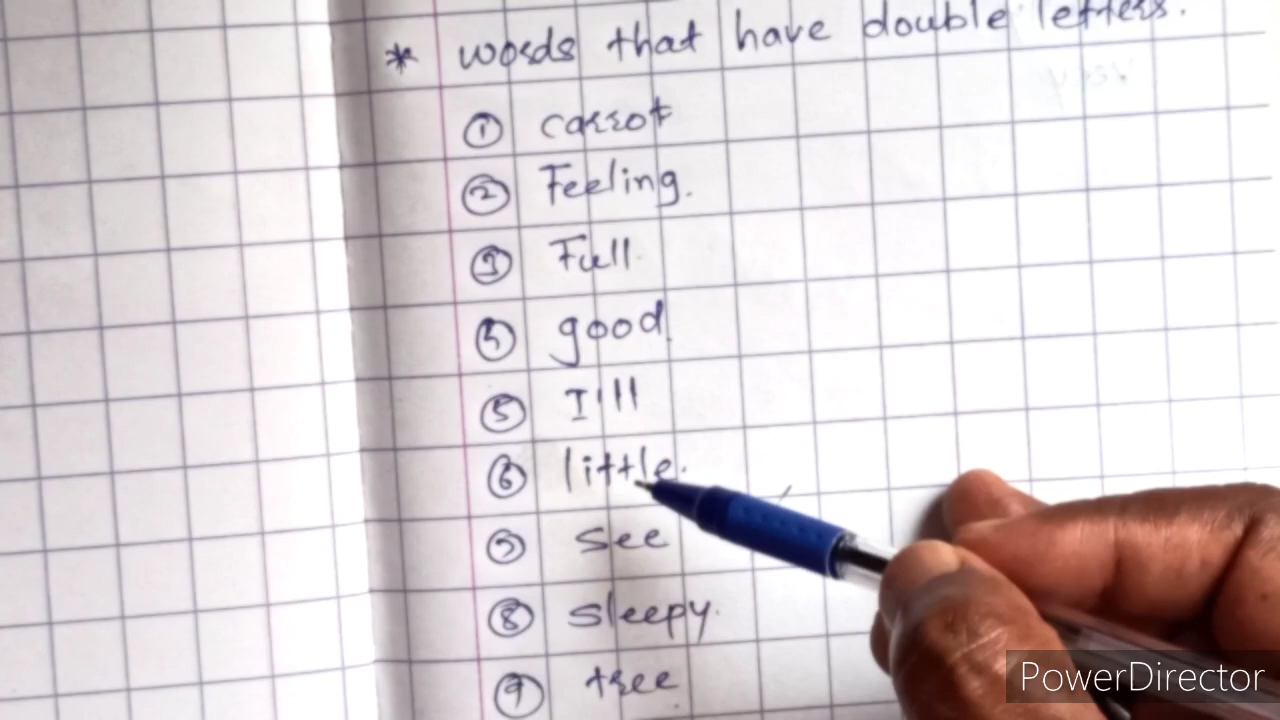 * words that have double letters.
① carrot
② Feeling.
③ Full
④ good
⑤ Ill
⑥ little.
⑦ see
⑧ sleepy.
⑨ tree
PowerDirector